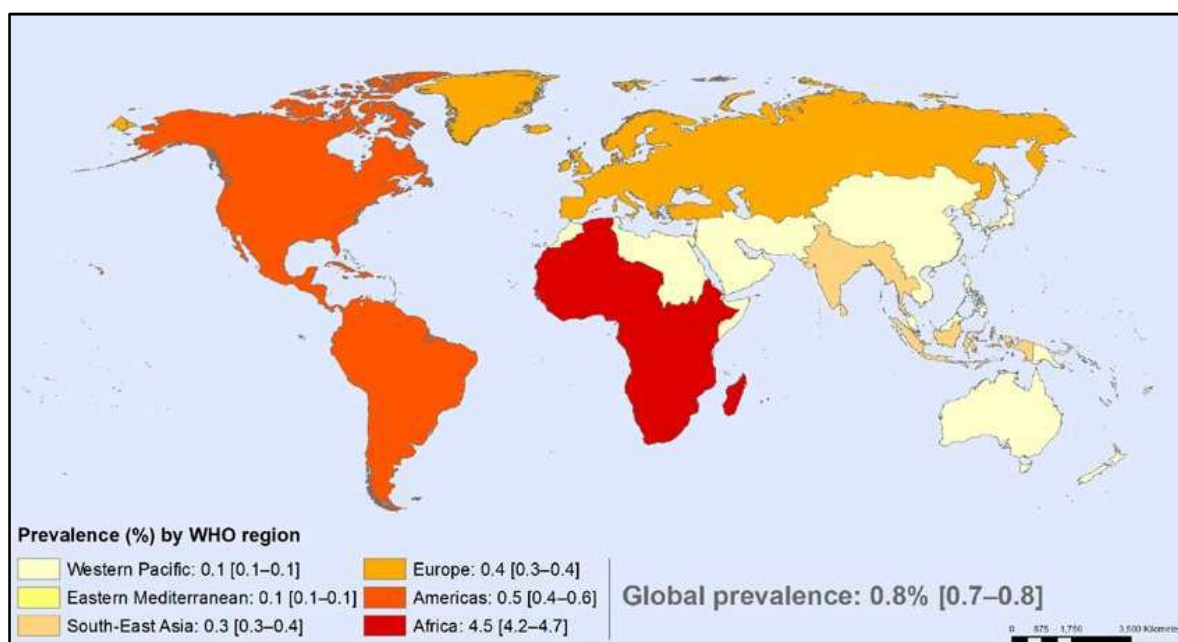 Prevalence (%) by WHO region
Western Pacific: 0.1 [0.1–0.1]
Eastern Mediterranean: 0.1 [0.1–0.1]
South-East Asia: 0.3 [0.3–0.4]
Europe: 0.4 [0.3–0.4]
Americas: 0.5 [0.4–0.6]
Africa: 4.5 [4.2–4.7]
Global prevalence: 0.8% [0.7–0.8]
0 875 1,750 3,500 Kilomete